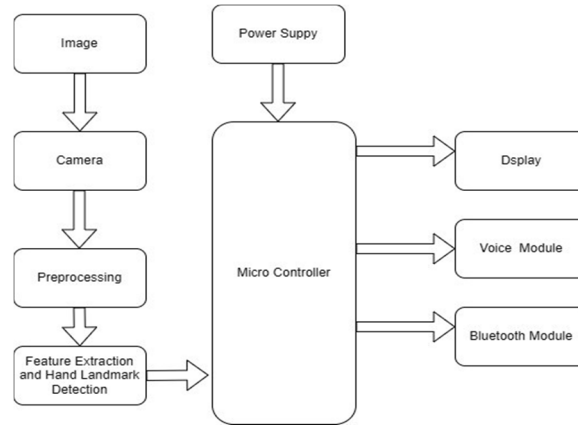 Image
Power Suppy
Camera
Dsplay
Preprocessing
Micro Controller
Voice Module
Feature Extraction
and Hand Landmark
Detection
Bluetooth Module